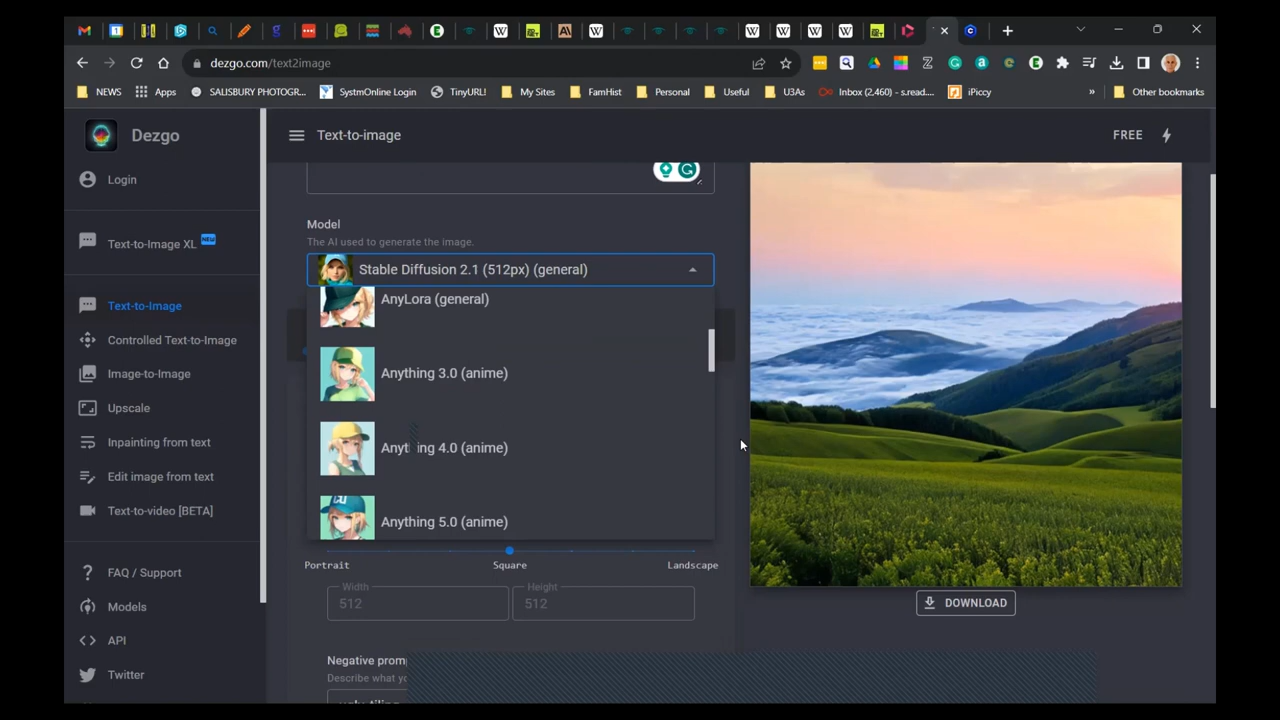 dezgo.com/text2image
NEWS
Apps
SALISBURY PHOTOGR...
SystmOnline Login
TinyURL!
My Sites
FamHist
Personal
Useful
U3As
Inbox (2,460) - s.read....
iPiccy
»
Other bookmarks
Dezgo
Text-to-image
FREE
Login
Text-to-Image XL NEW
Text-to-Image
Controlled Text-to-Image
Image-to-Image
Upscale
Inpainting from text
Edit image from text
Text-to-video [BETA]
FAQ / Support
Models
API
Twitter
Model
The AI used to generate the image.
Stable Diffusion 2.1 (512px) (general)
AnyLora (general)
Anything 3.0 (anime)
Anything 4.0 (anime)
Anything 5.0 (anime)
Portrait
Square
Landscape
Width
512
Height
512
Negative prom
Describe what yo
DOWNLOAD